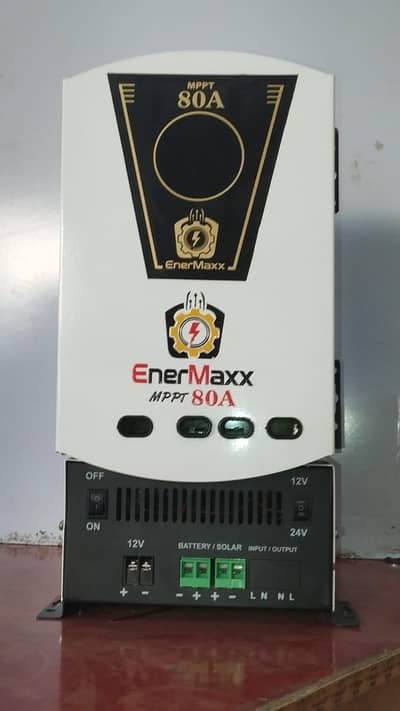 MPPT
80A
EnerMaxx
EnerMaxx
MPPT 80A
OFF
12V
ON
24V
12V
BATTERY / SOLAR
INPUT / OUTPUT
+ − − + + − L N N L